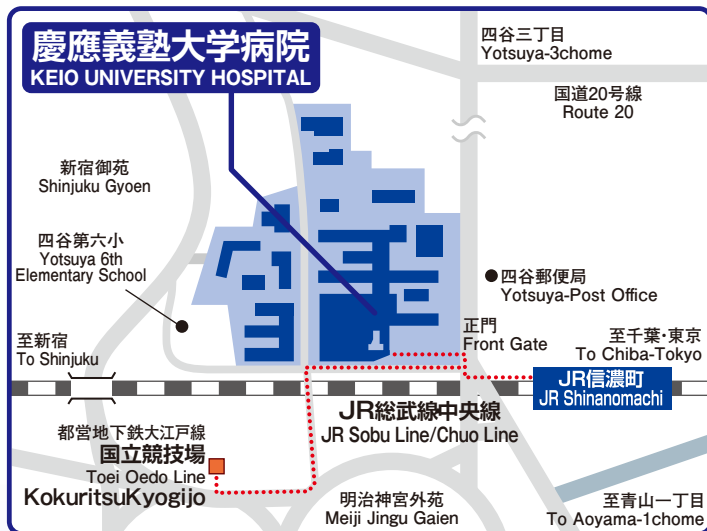 慶應義塾大学病院
KEIO UNIVERSITY HOSPITAL
四谷三丁目
Yotsuya-3chome
国道20号線
Route 20
新宿御苑
Shinjuku Gyoen
四谷第六小
Yotsuya 6th
Elementary School
四谷郵便局
Yotsuya-Post Office
正門
Front Gate
至新宿
To Shinjuku
至千葉・東京
To Chiba-Tokyo
JR信濃町
JR Shinanomachi
JR総武線中央線
JR Sobu Line/Chuo Line
都営地下鉄大江戸線
国立競技場
Toei Oedo Line
KokuritsuKyogijo
明治神宮外苑
Meiji Jingu Gaien
至青山一丁目
To Aoyama-1chome